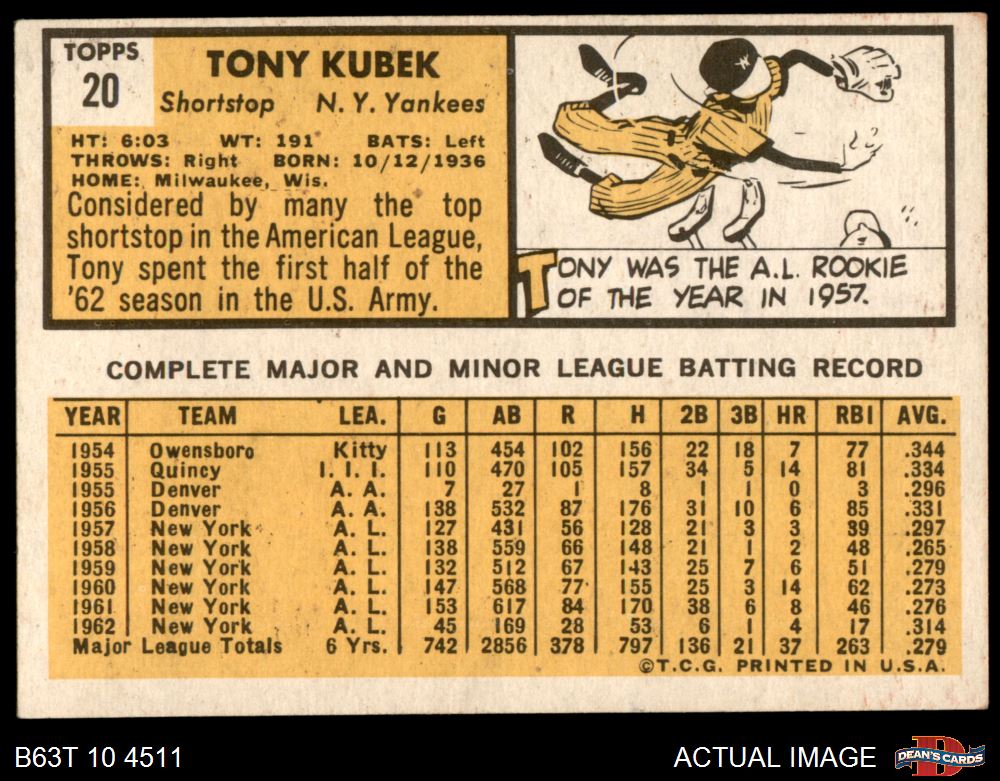 TOPPS
20
TONY KUBEK
Shortstop N. Y. Yankees
HT: 6:03 WT: 191 BATS: Left
THROWS: Right BORN: 10/12/1936
HOME: Milwaukee, Wis.
Considered by many the top
shortstop in the American League,
Tony spent the first half of the
'62 season in the U.S. Army.
TONY WAS THE A.L. ROOKIE
OF THE YEAR IN 1957.
COMPLETE MAJOR AND MINOR LEAGUE BATTING RECORD
YEAR TEAM LEA. G AB R H 2B 3B HR RBI AVG.
1954 Owensboro Kitty 113 454 102 156 22 18 7 77 .344
1955 Quincy I. I. I. 110 470 105 157 34 5 14 81 .334
1955 Denver A. A. 7 27 1 8 1 1 0 3 .296
1956 Denver A. A. 138 532 87 176 31 10 6 85 .331
1957 New York A. L. 127 431 56 128 21 3 3 39 .297
1958 New York A. L. 138 559 66 148 21 1 2 48 .265
1959 New York A. L. 132 512 67 143 25 7 6 51 .279
1960 New York A. L. 147 568 77 155 25 3 14 62 .273
1961 New York A. L. 153 617 84 170 38 6 8 46 .276
1962 New York A. L. 45 169 28 53 6 1 4 17 .314
Major League Totals 6 Yrs. 742 2856 378 797 136 21 37 263 .279
©T.C.G. PRINTED IN U.S.A.
B63T 10 4511
ACTUAL IMAGE
D
DEAN'S CARDS